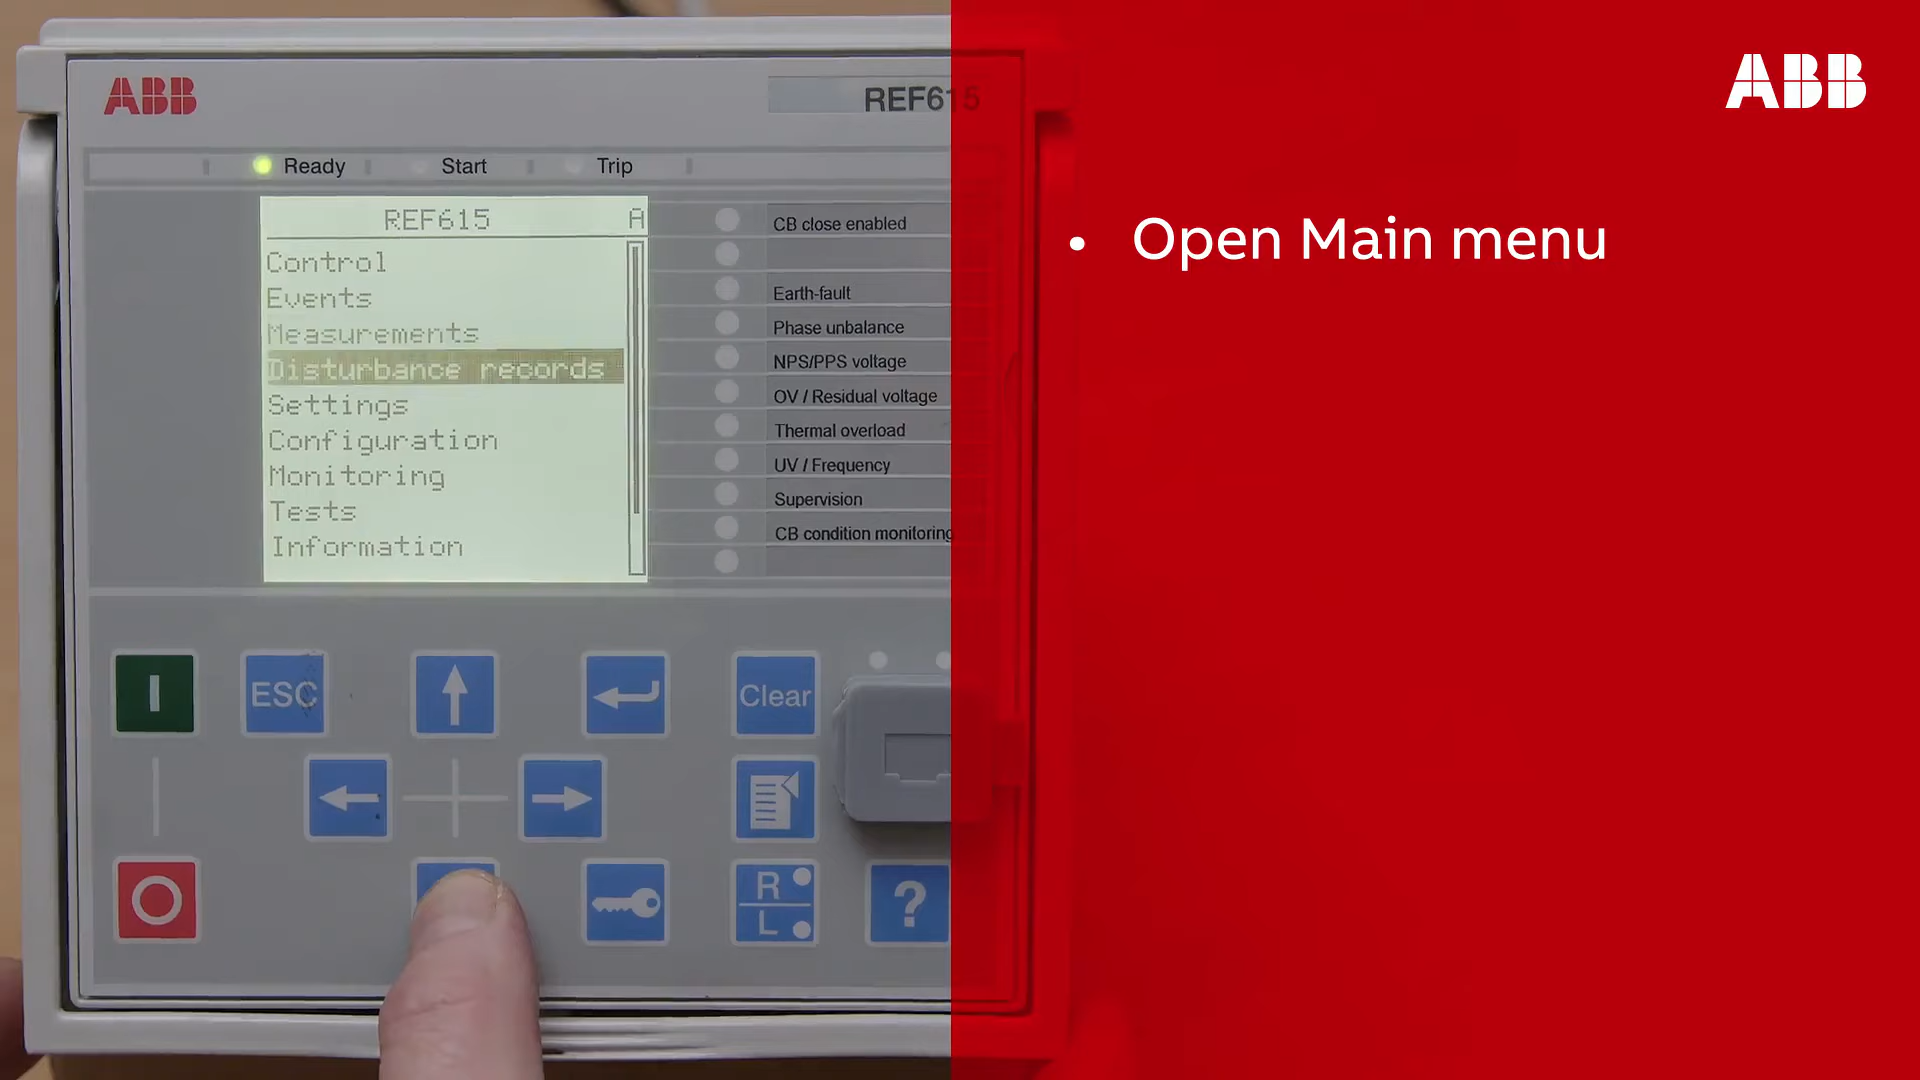 ABB
REF615
Ready
Start
Trip
REF615 A
Control
Events
Measurements
Disturbance records
Settings
Configuration
Monitoring
Tests
Information
CB close enabled
Earth-fault
Phase unbalance
NPS/PPS voltage
OV / Residual voltage
Thermal overload
UV / Frequency
Supervision
CB condition monitoring
I
ESC
Clear
O
R
L
?
ABB
• Open Main menu